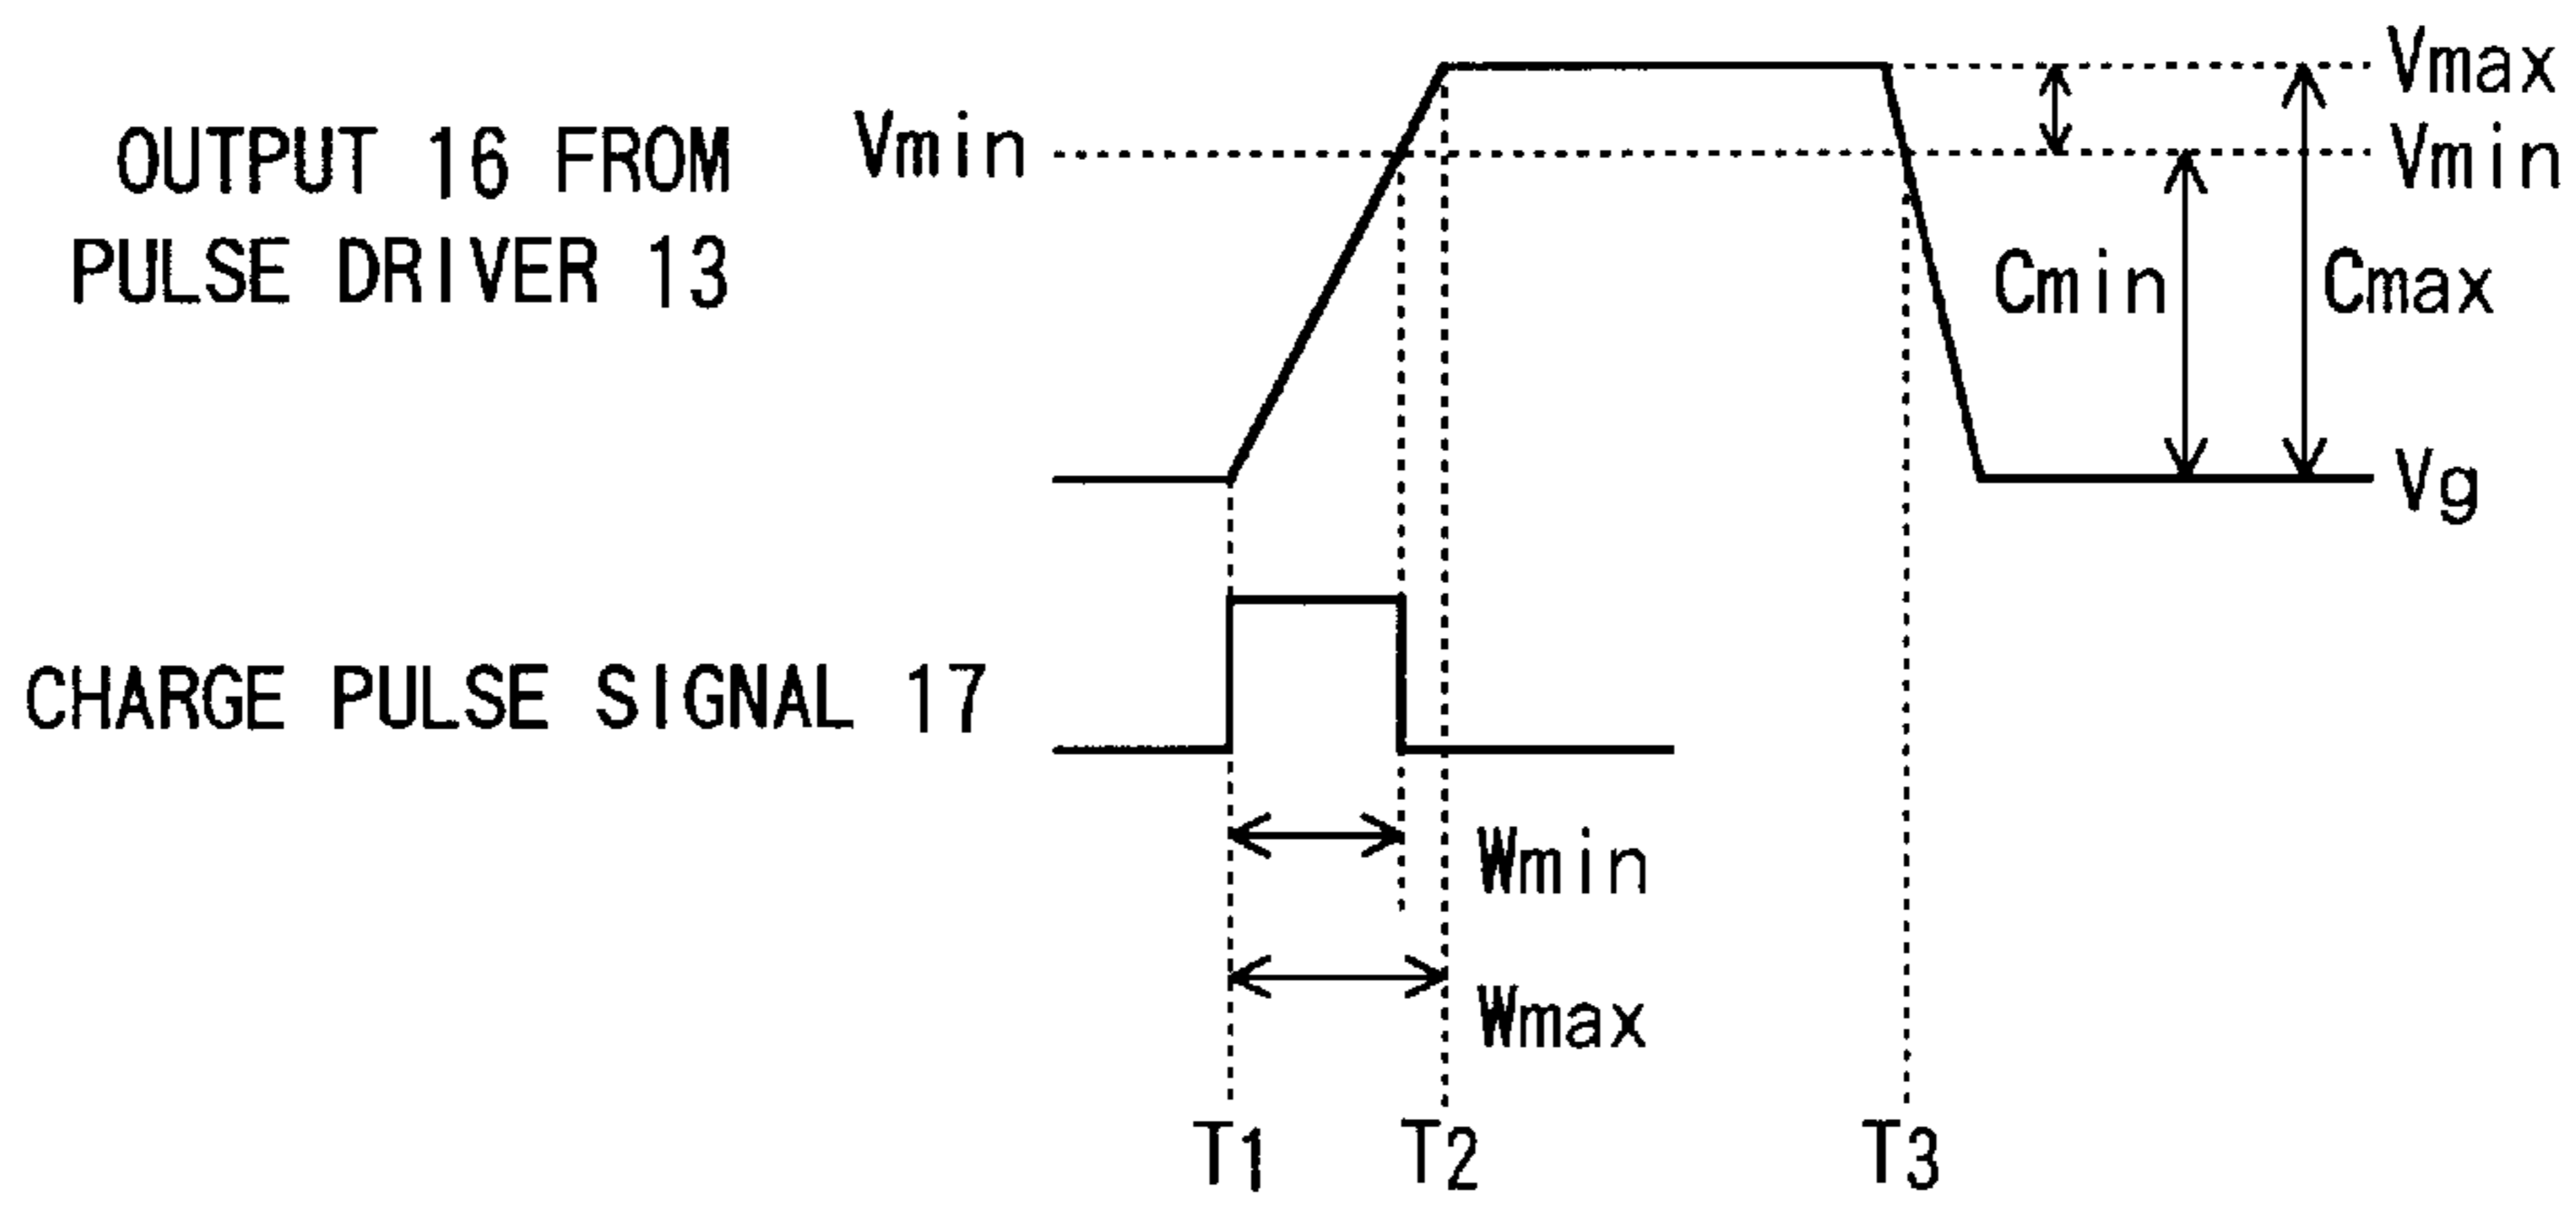 OUTPUT 16 FROM
PULSE DRIVER 13
Vmin
Vmax
Vmin
Cmin
Cmax
Vg
CHARGE PULSE SIGNAL 17
Wmin
Wmax
T1
T2
T3